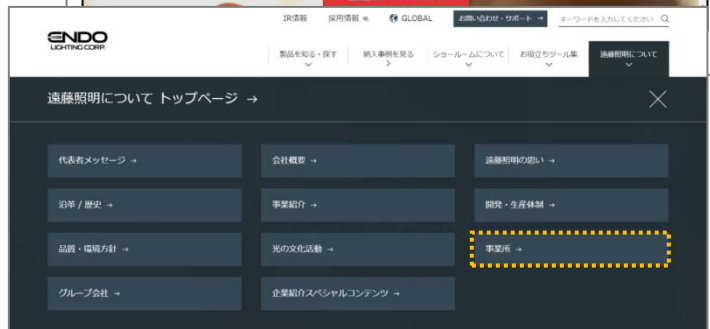 IR情報 採用情報 GLOBAL お問い合わせ・サポート → キーワードを入力してください
ENDO
LIGHTING CORP.
製品を知る・探す 納入事例を見る ショールームについて お役立ちツール集 遠藤照明について
遠藤照明について トップページ →
代表者メッセージ → 会社概要 → 遠藤照明の思い →
沿革 / 歴史 → 事業紹介 → 開発・生産体制 →
品質・環境方針 → 光の文化活動 → 事業所 →
グループ会社 → 企業紹介スペシャルコンテンツ →